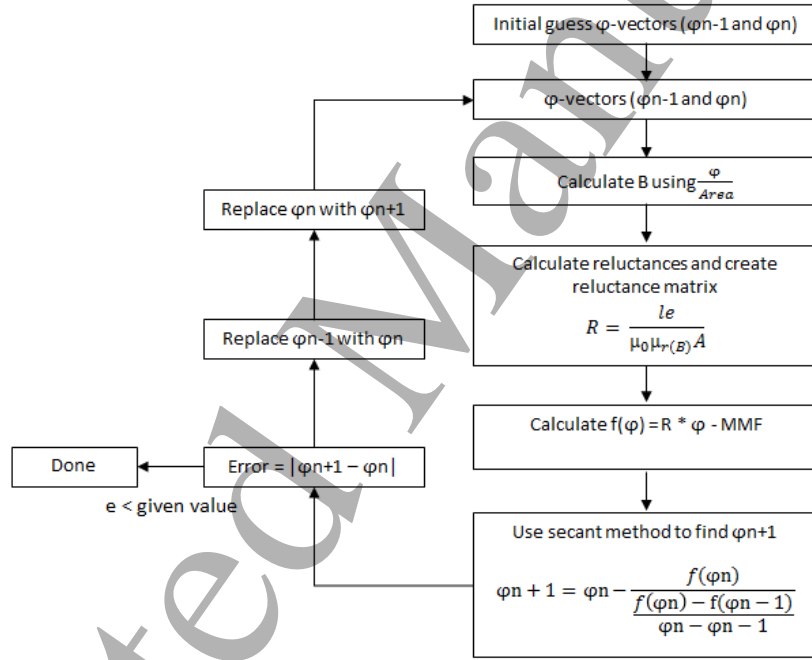 Initial guess φ-vectors (φn-1 and φn)
φ-vectors (φn-1 and φn)
Calculate B using φ/Area
Calculate reluctances and create
reluctance matrix
R = le / μ0μr(B)A
Calculate f(φ) = R * φ - MMF
Use secant method to find φn+1
φn + 1 = φn − f(φn) / ((f(φn) − f(φn − 1)) / (φn − φn − 1))
Error = |φn+1 – φn|
e < given value
Done
Replace φn-1 with φn
Replace φn with φn+1
ted Manu